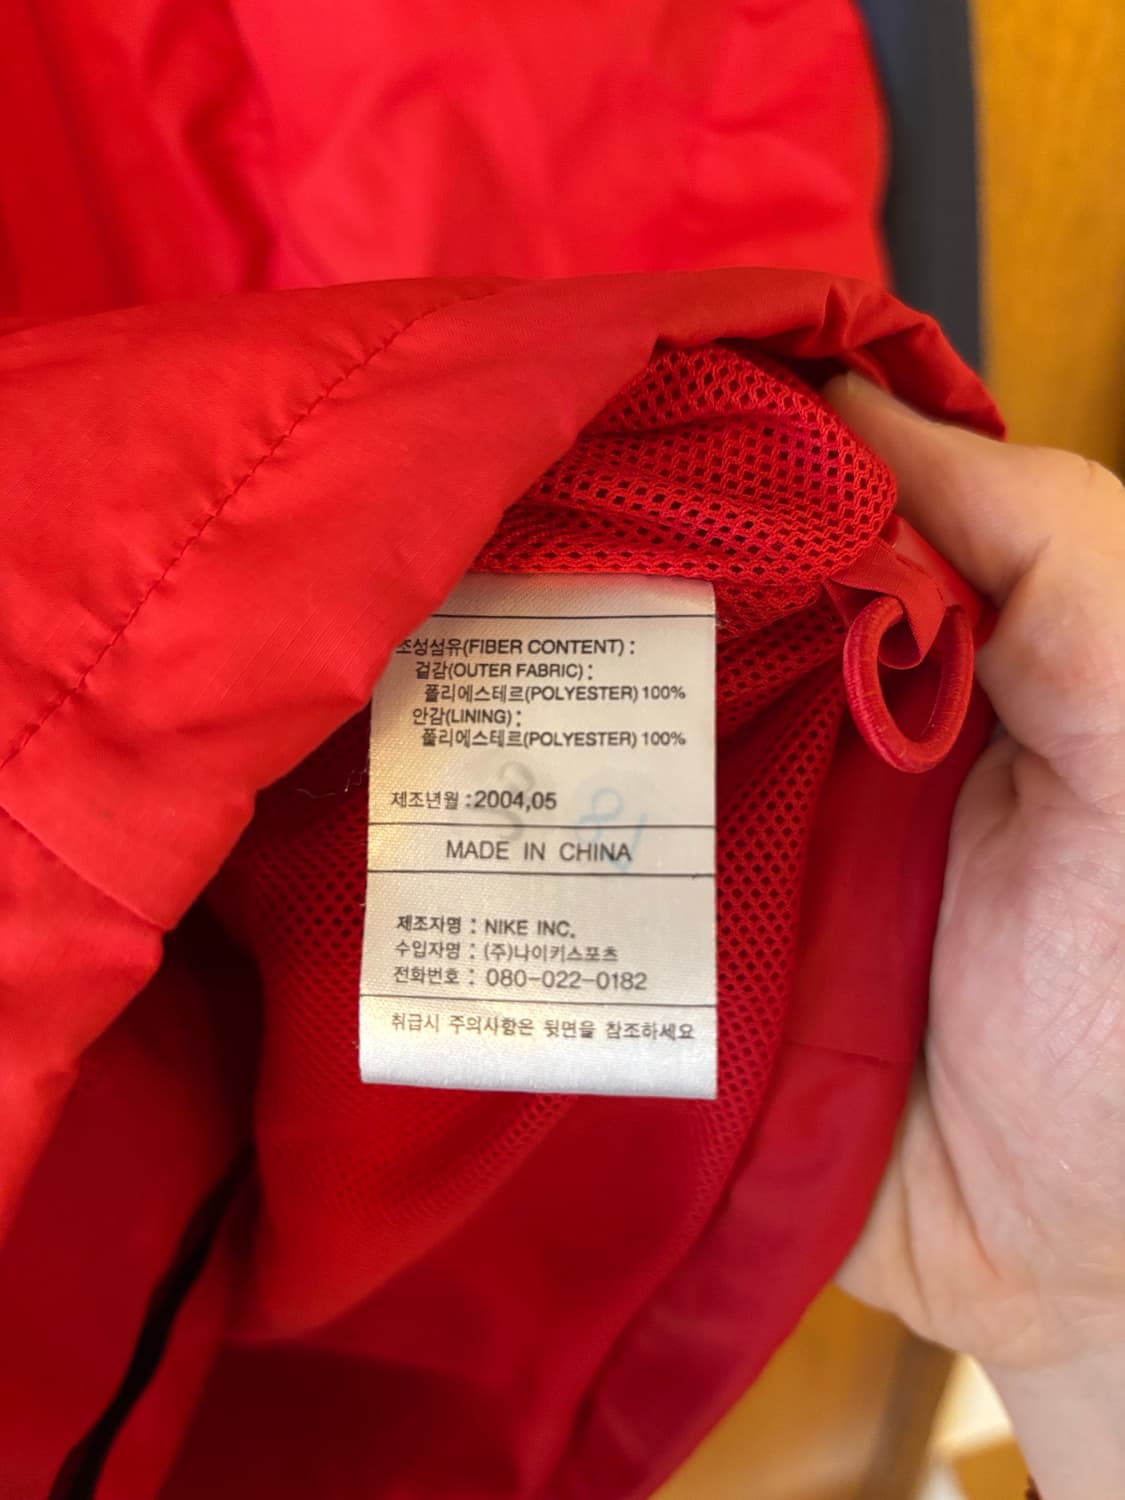 조성섬유(FIBER CONTENT) :
겉감(OUTER FABRIC) :
폴리에스테르(POLYESTER) 100%
안감(LINING) :
폴리에스테르(POLYESTER) 100%
제조년월 : 2004,05
MADE IN CHINA
제조자명 : NIKE INC.
수입자명 : (주)나이키스포츠
전화번호 : 080-022-0182
취급시 주의사항은 뒷면을 참조하세요